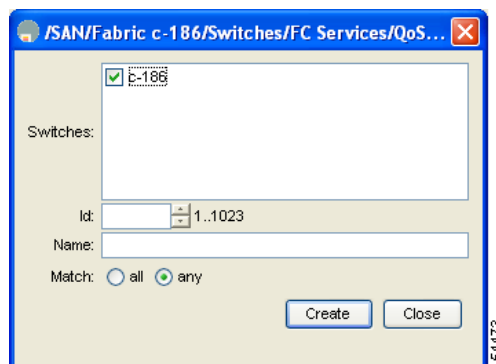 /SAN/Fabric c-186/Switches/FC Services/QoS...
c-186
Switches:
Id: 1..1023
Name:
Match: all any
Create Close